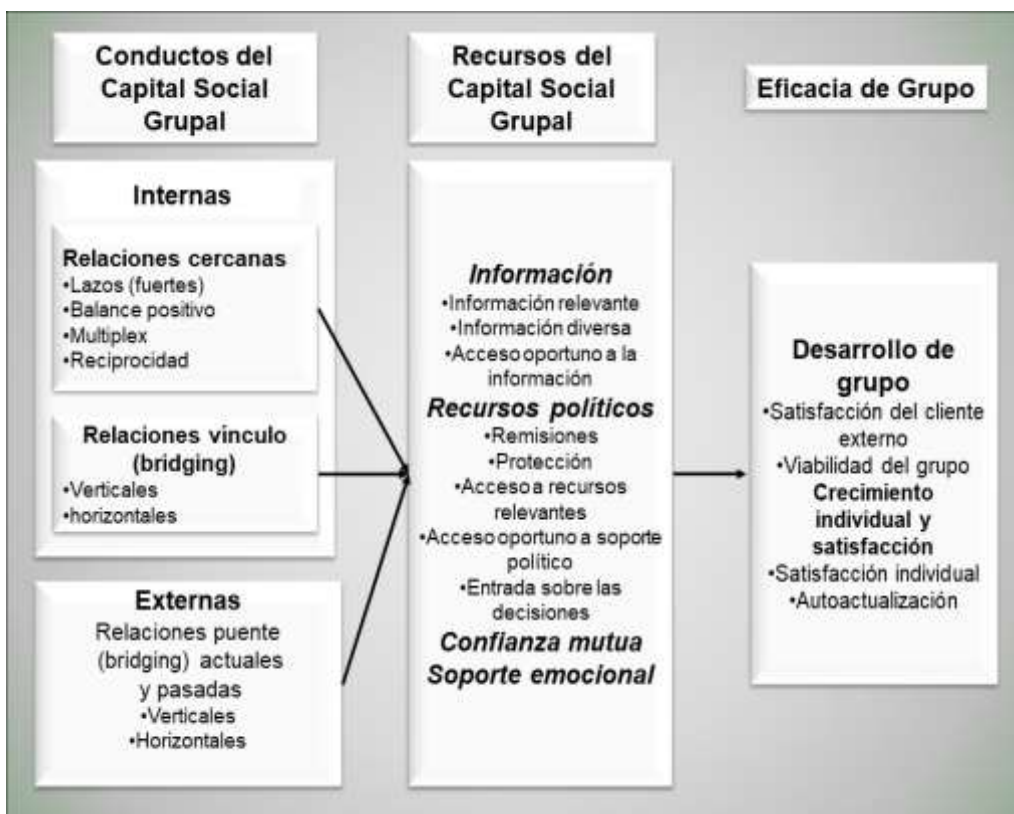 Conductos del
Capital Social
Grupal
Recursos del
Capital Social
Grupal
Eficacia de Grupo
Internas
Relaciones cercanas
•Lazos (fuertes)
•Balance positivo
•Multiplex
•Reciprocidad
Relaciones vinculo
(bridging)
•Verticales
•horizontales
Externas
Relaciones puente
(bridging) actuales
y pasadas
•Verticales
•Horizontales
Información
•Información relevante
•Información diversa
•Acceso oportuno a la
información
Recursos políticos
•Remisiones
•Protección
•Acceso a recursos
relevantes
•Acceso oportuno a soporte
político
•Entrada sobre las
decisiones
Confianza mutua
Soporte emocional
Desarrollo de
grupo
•Satisfacción del cliente
externo
•Viabilidad del grupo
Crecimiento
individual y
satisfacción
•Satisfacción individual
•Autoactualización